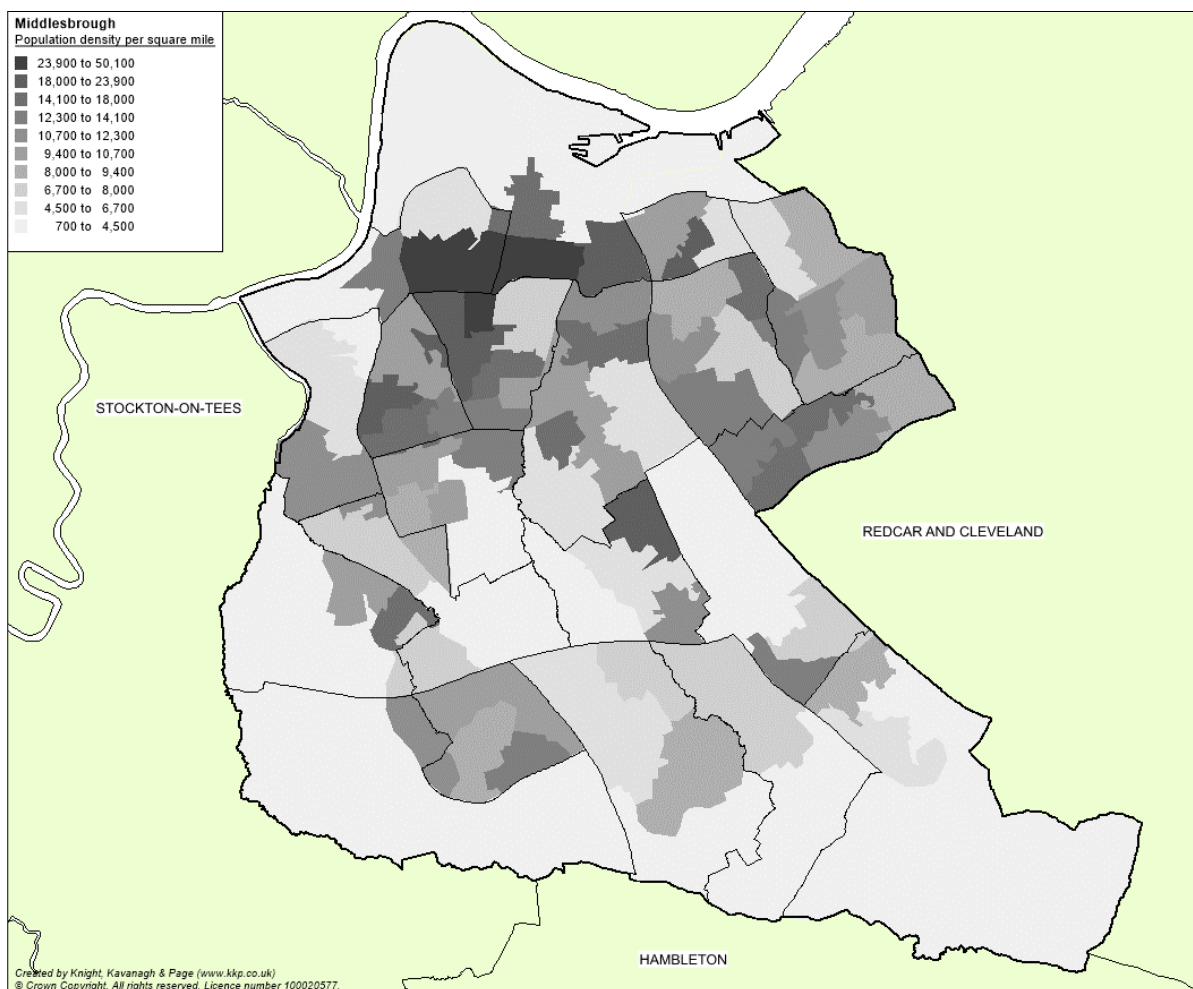 Middlesbrough
Population density per square mile
23,900 to 50,100
18,000 to 23,900
14,100 to 18,000
12,300 to 14,100
10,700 to 12,300
9,400 to 10,700
8,000 to 9,400
6,700 to 8,000
4,500 to 6,700
700 to 4,500
STOCKTON-ON-TEES
REDCAR AND CLEVELAND
HAMBLETON
Created by Knight, Kavanagh & Page (www.kkp.co.uk)
© Crown Copyright. All rights reserved. Licence number 100020577.